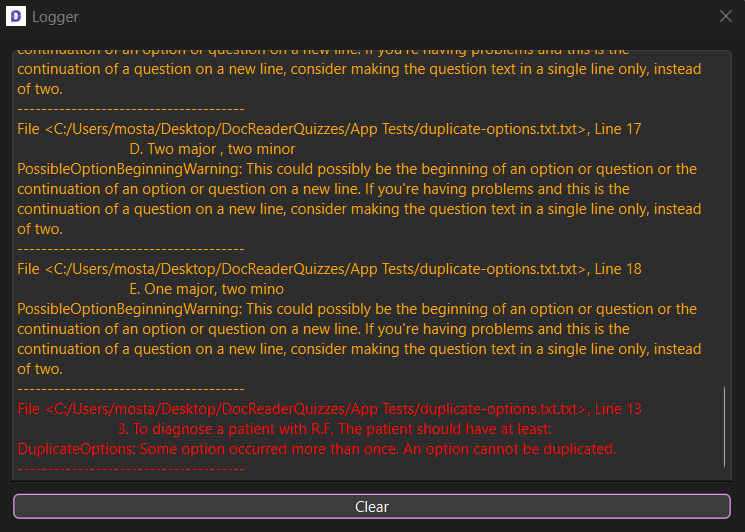 D Logger
continuation of an option or question on a new line. If you're having problems and this is the
continuation of a question on a new line, consider making the question text in a single line only, instead
of two.
--------------------------------------
File <C:/Users/mosta/Desktop/DocReaderQuizzes/App Tests/duplicate-options.txt.txt>, Line 17
D. Two major , two minor
PossibleOptionBeginningWarning: This could possibly be the beginning of an option or question or the
continuation of an option or question on a new line. If you're having problems and this is the
continuation of a question on a new line, consider making the question text in a single line only, instead
of two.
--------------------------------------
File <C:/Users/mosta/Desktop/DocReaderQuizzes/App Tests/duplicate-options.txt.txt>, Line 18
E. One major, two mino
PossibleOptionBeginningWarning: This could possibly be the beginning of an option or question or the
continuation of an option or question on a new line. If you're having problems and this is the
continuation of a question on a new line, consider making the question text in a single line only, instead
of two.
--------------------------------------
File <C:/Users/mosta/Desktop/DocReaderQuizzes/App Tests/duplicate-options.txt.txt>, Line 13
3. To diagnose a patient with R.F, The patient should have at least:
DuplicateOptions: Some option occurred more than once. An option cannot be duplicated.
--------------------------------------
Clear